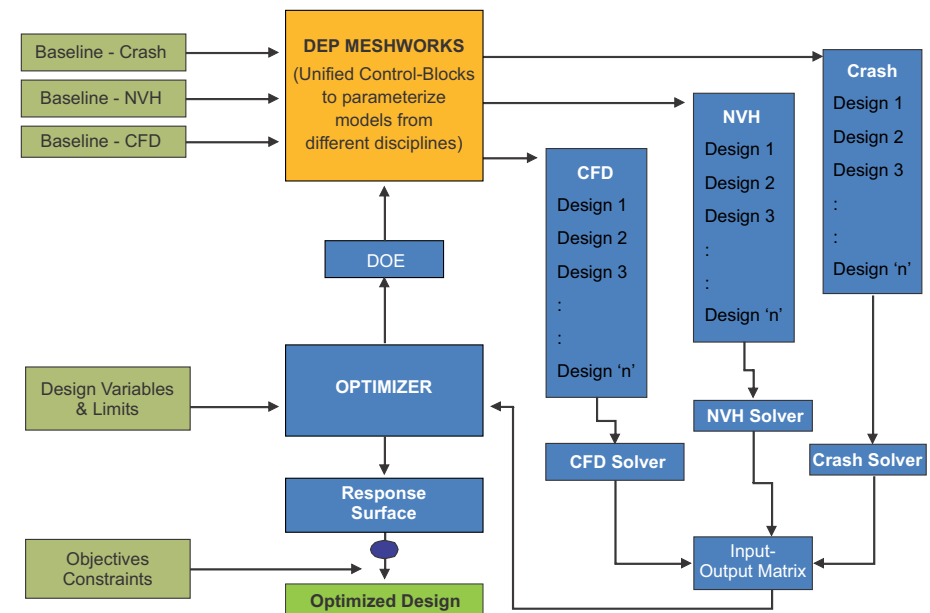 Baseline - Crash
Baseline - NVH
Baseline - CFD
DEP MESHWORKS
(Unified Control-Blocks
to parameterize
models from
different disciplines)
Crash
Design 1
Design 2
Design 3
:
:
Design ‘n’
NVH
Design 1
Design 2
Design 3
:
:
Design ‘n’
CFD
Design 1
Design 2
Design 3
:
:
Design ‘n’
DOE
Design Variables
& Limits
OPTIMIZER
NVH Solver
CFD Solver
Crash Solver
Response
Surface
Input-
Output Matrix
Objectives
Constraints
Optimized Design